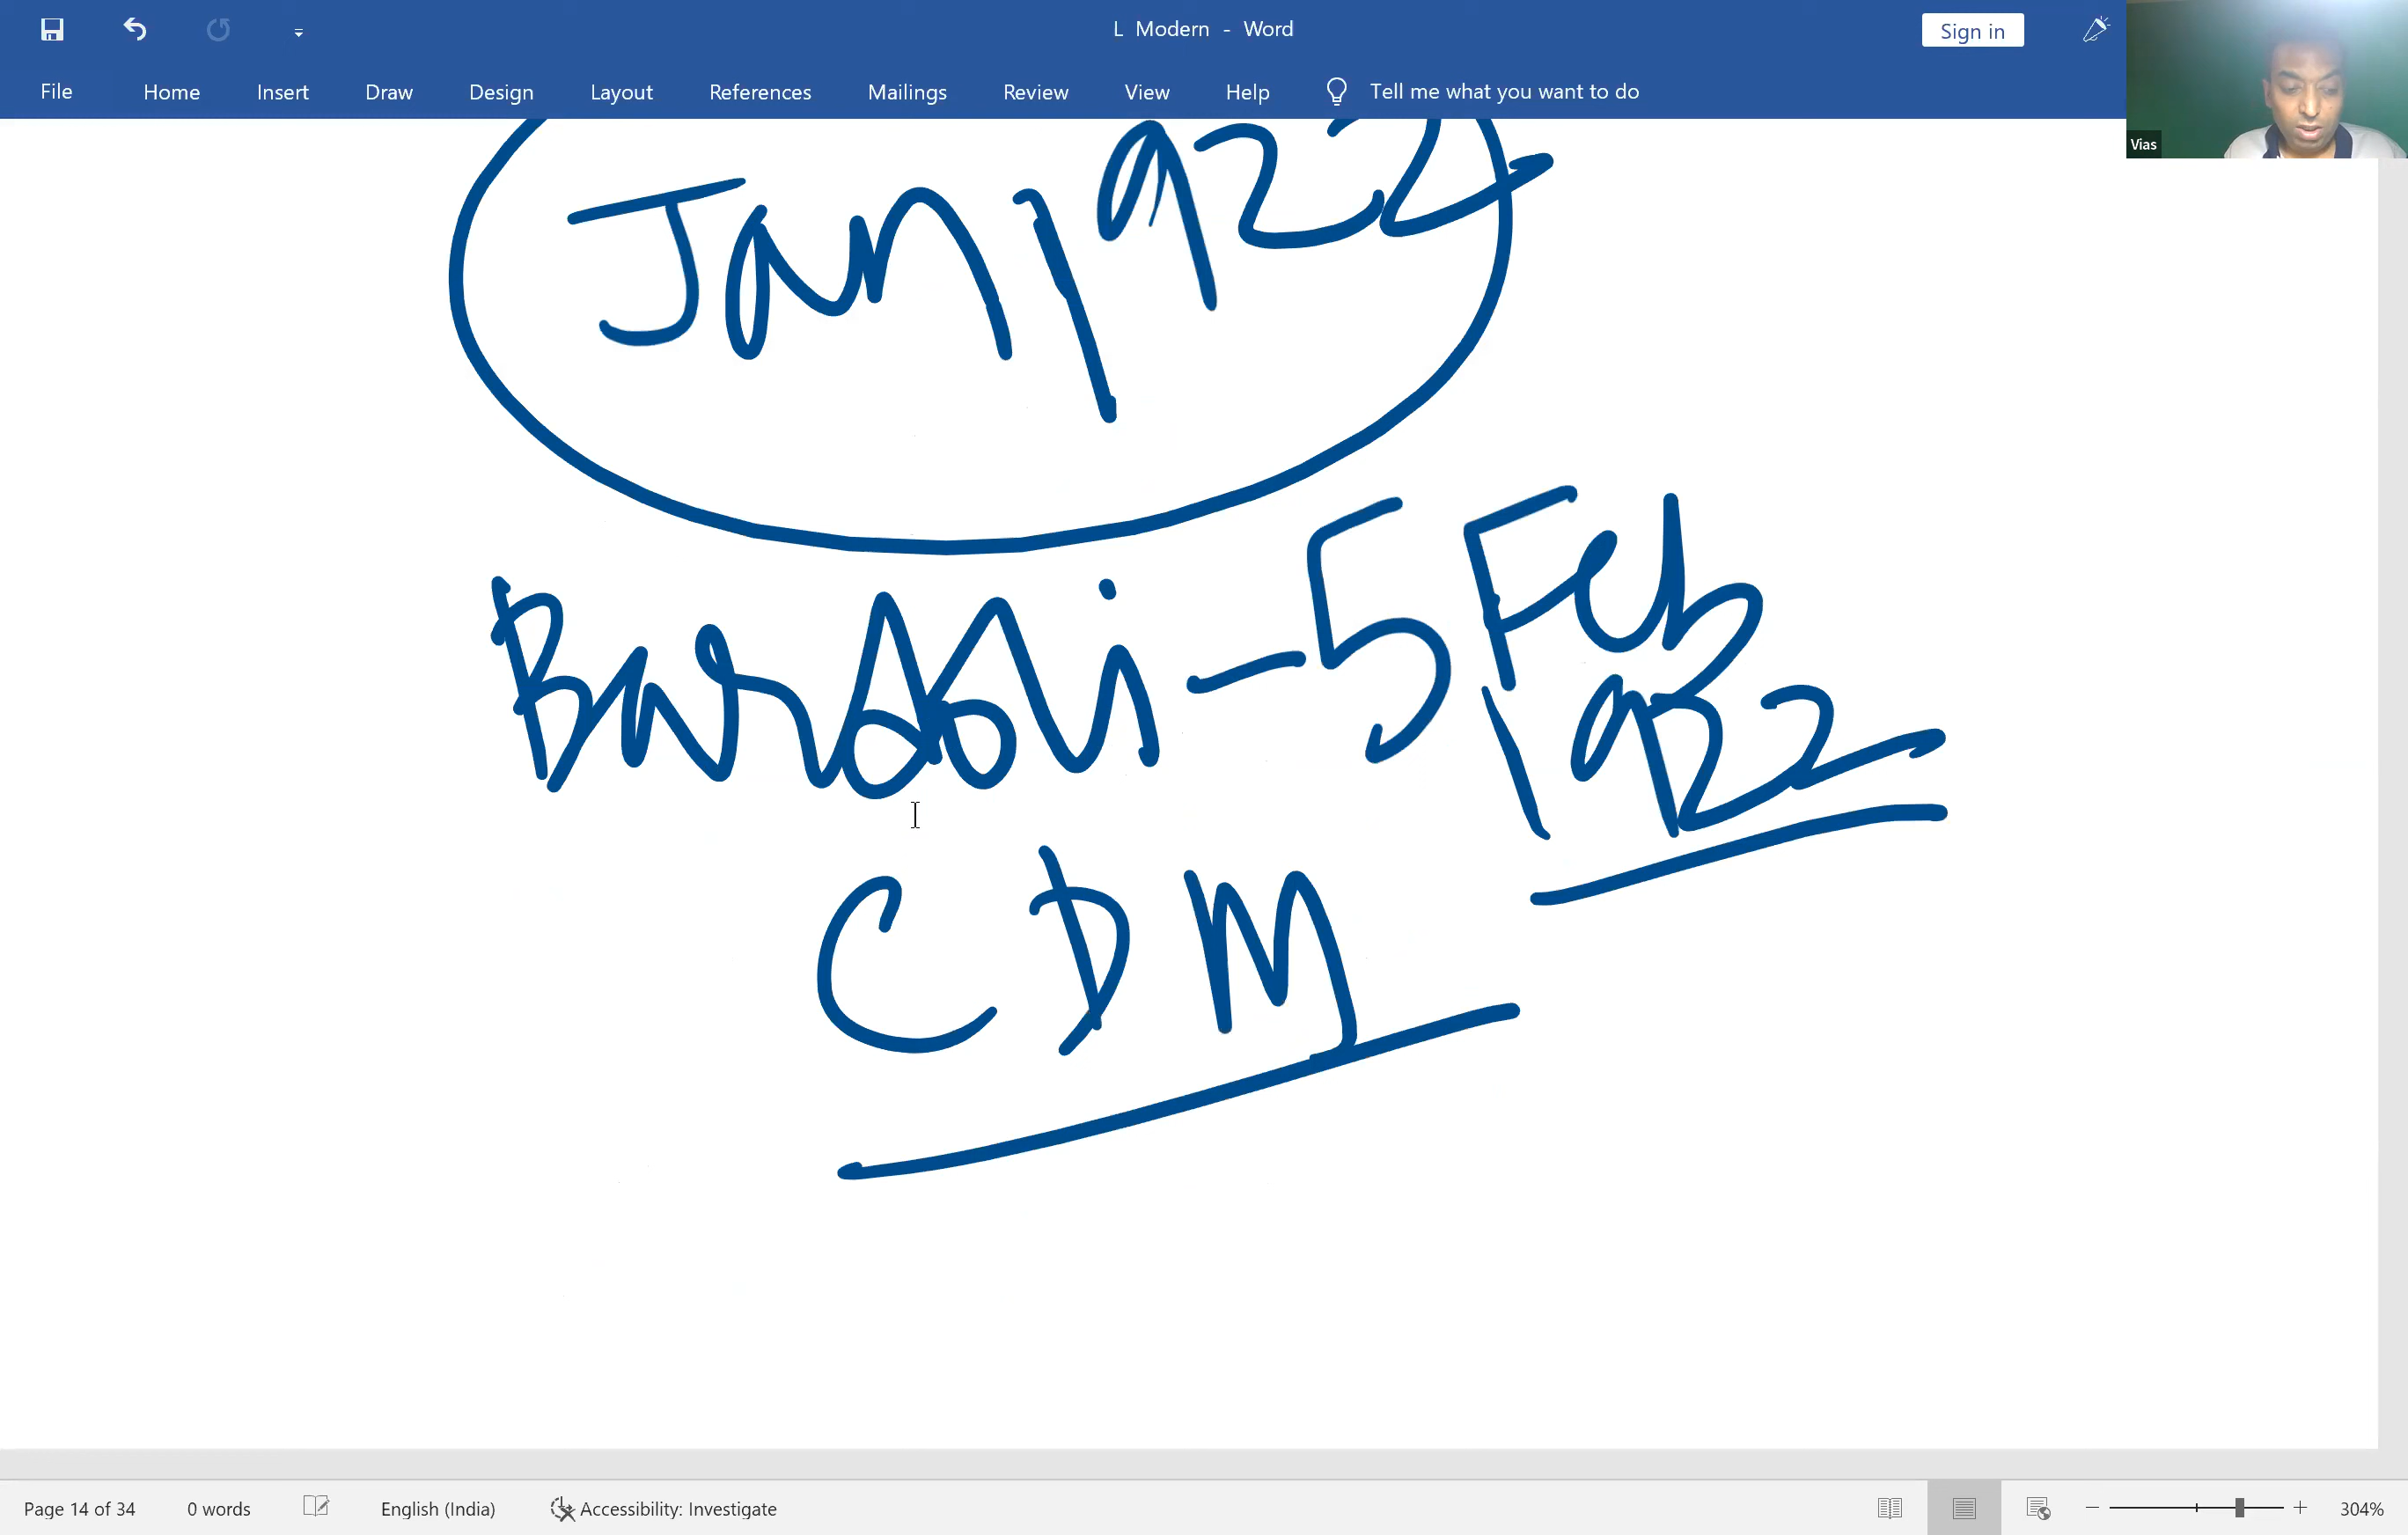 L Modern - Word
Sign in
File Home Insert Draw Design Layout References Mailings Review View Help Tell me what you want to do
Vias
Jan 1922
Bardoli - 5 Feb
1922
C D M
Page 14 of 34 0 words English (India) Accessibility: Investigate 304%